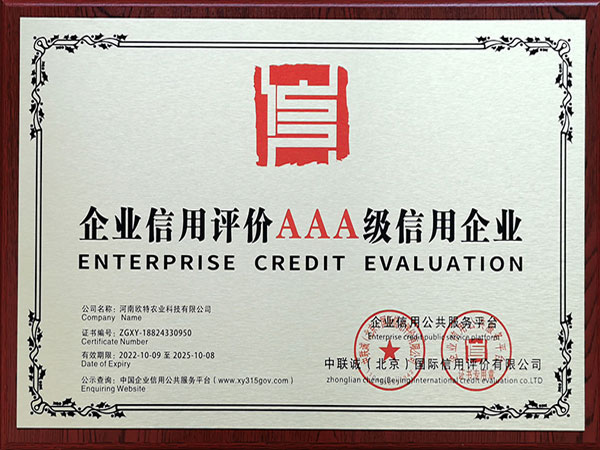 信
企业信用评价AAA级信用企业
ENTERPRISE CREDIT EVALUATION
公司名称：河南欧特农业科技有限公司
Company Name
证书编号：ZGXY-18824330950
Certificate Number
有效期限：2022-10-09 至 2025-10-08
Date of Expiry
公示查询：中国企业信用公共服务平台（www.xy315gov.com）
Enquiring Website
企业信用公共服务平台
Enterprise credit public service platform
中联诚（北京）国际信用评价有限公司
zhonglian cheng(Beijing)international credit evaluation co.LTD